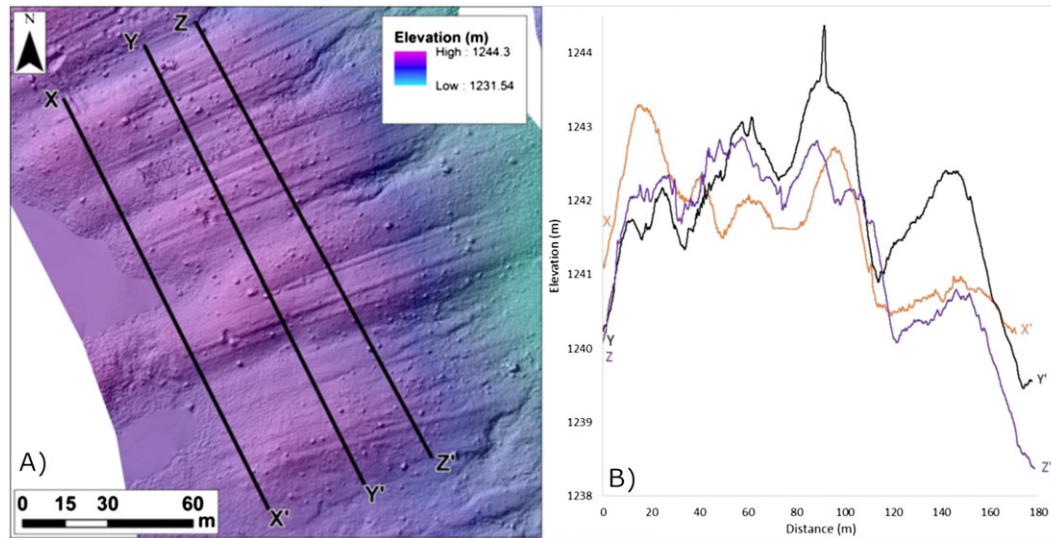 N
X
Y
Z
Elevation (m)
High : 1244.3
Low : 1231.54
A)
0 15 30 60
m
X'
Y'
Z'
Elevation (m)
1244
1243
1242
1241
1240
1239
1238
X
Y
Z
X'
Y'
Z'
B)
0 20 40 60 80 100 120 140 160 180
Distance (m)